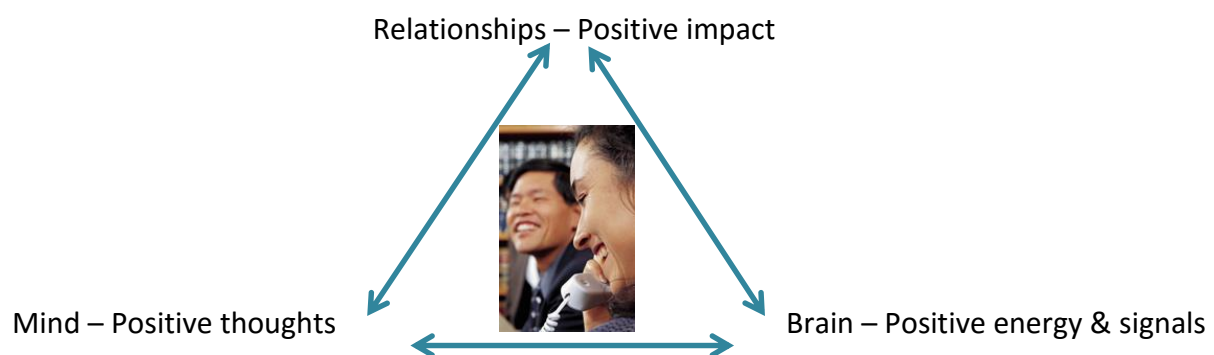 Relationships – Positive impact
Mind – Positive thoughts
Brain – Positive energy & signals